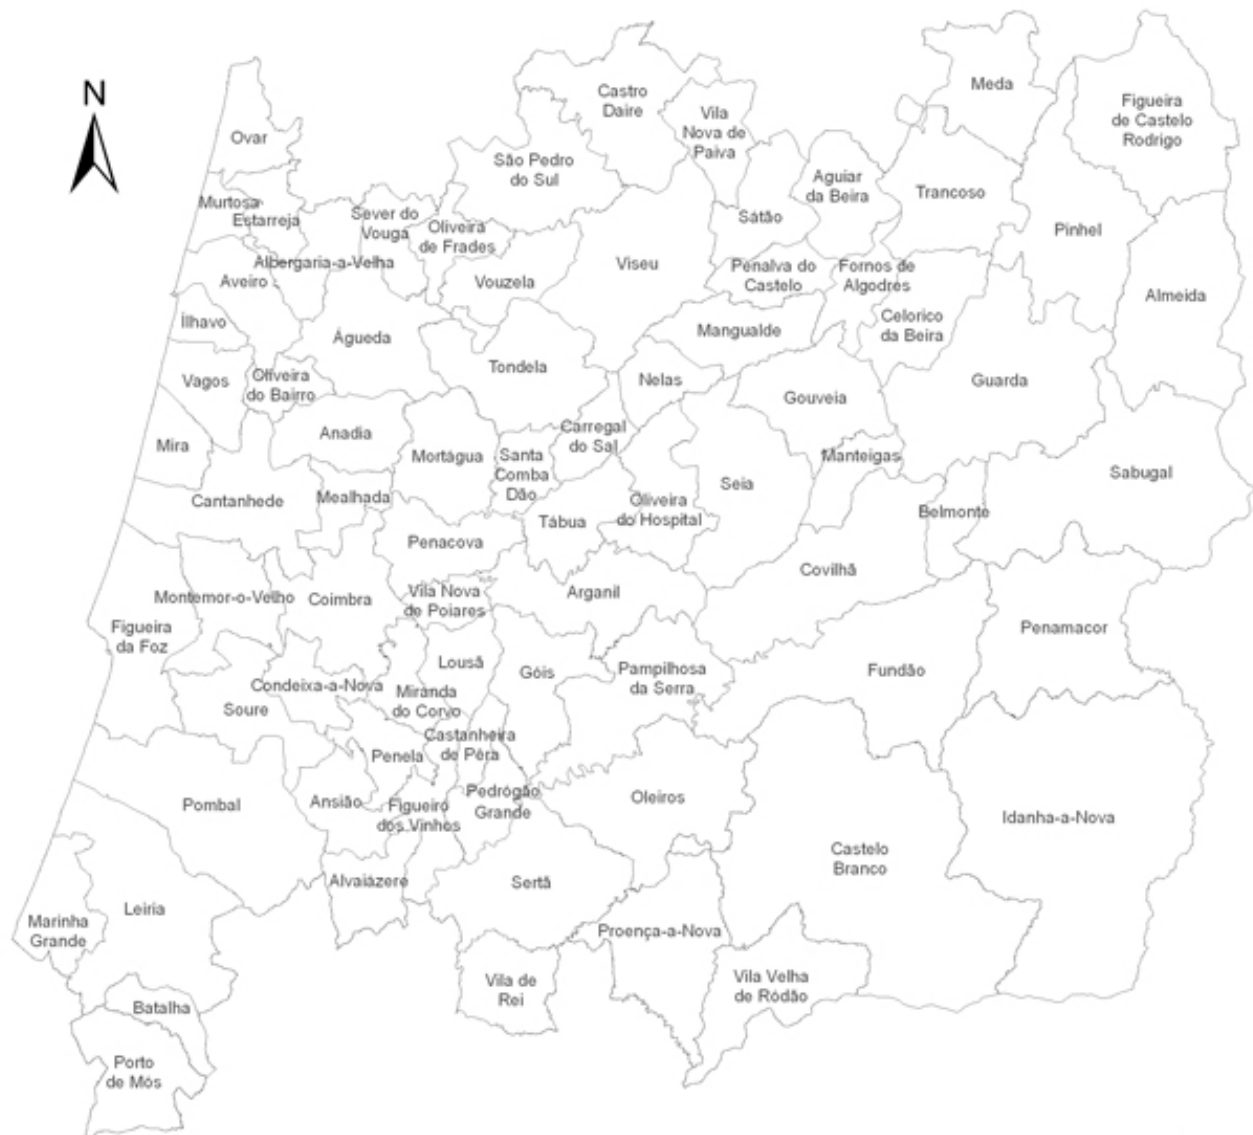 N
Ovar
Castro
Daire
Vila
Nova de
Paiva
Meda
Figueira
de Castelo
Rodrigo
São Pedro
do Sul
Aguiar
da Beira
Trancoso
Murtosa
Estarreja
Sever do
Vouga
Oliveira
de Frades
Sátão
Pinhel
Albergaria-a-Velha
Aveiro
Vouzela
Viseu
Penalva do
Castelo
Fornos de
Algodres
Almeida
Ílhavo
Águeda
Mangualde
Celorico
da Beira
Vagos
Oliveira
do Bairro
Tondela
Nelas
Gouveia
Guarda
Mira
Anadia
Mortágua
Santa
Comba
Dão
Carregal
do Sal
Manteigas
Sabugal
Cantanhede
Mealhada
Tábua
Oliveira
do Hospital
Seia
Belmonte
Penacova
Covilhã
Montemor-o-Velho
Coimbra
Vila Nova
de Poiares
Arganil
Figueira
da Foz
Penamacor
Lousã
Góis
Pampilhosa
da Serra
Fundão
Condeixa-a-Nova
Soure
Miranda
do Corvo
Castanheira
de Pêra
Penela
Pombal
Ansião
Figueiró
dos Vinhos
Pedrógão
Grande
Oleiros
Idanha-a-Nova
Castelo
Branco
Alvaiázere
Sertã
Leiria
Marinha
Grande
Proença-a-Nova
Vila de
Rei
Vila Velha
de Ródão
Batalha
Porto
de Mós